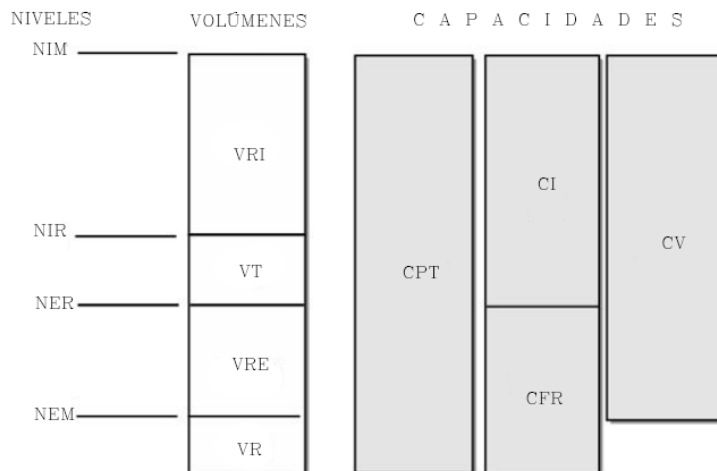 NIVELES VOLÚMENES C A P A C I D A D E S
NIM
VRI
CI
NIR
CV
VT
CPT
NER
VRE
CFR
NEM
VR